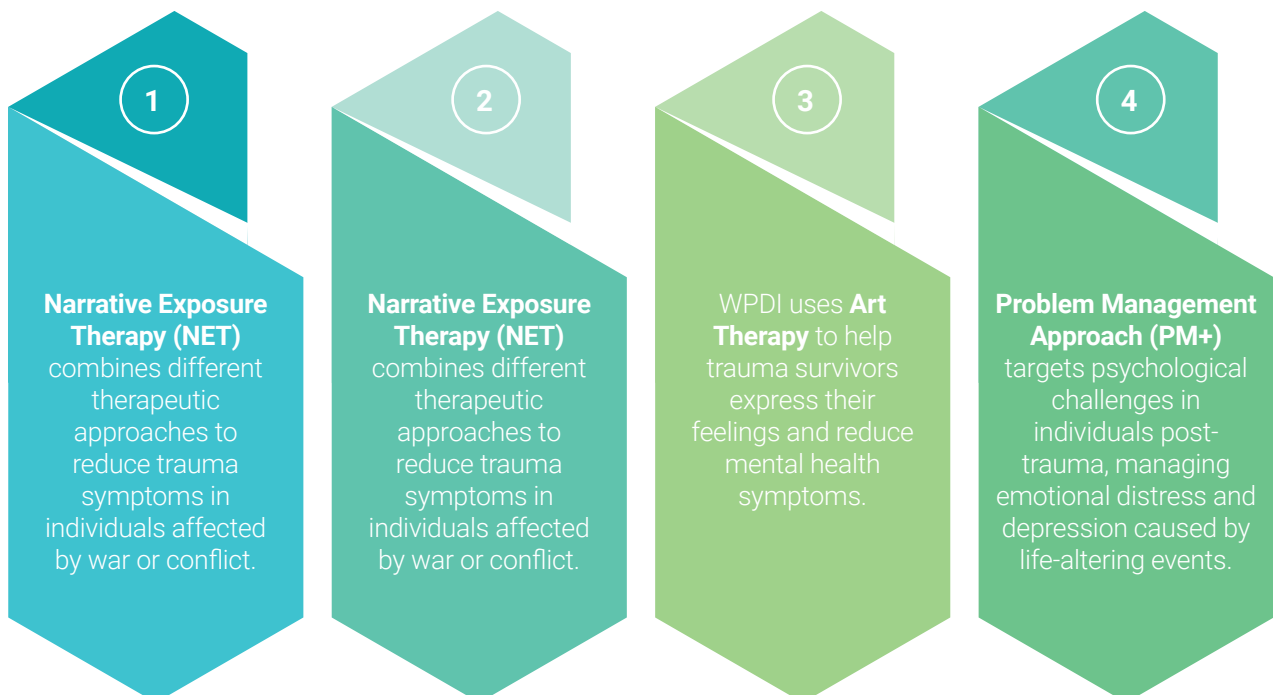 1
Narrative Exposure
Therapy (NET)
combines different
therapeutic
approaches to
reduce trauma
symptoms in
individuals affected
by war or conflict.
2
Narrative Exposure
Therapy (NET)
combines different
therapeutic
approaches to
reduce trauma
symptoms in
individuals affected
by war or conflict.
3
WPDI uses Art
Therapy to help
trauma survivors
express their
feelings and reduce
mental health
symptoms.
4
Problem Management
Approach (PM+)
targets psychological
challenges in
individuals post-
trauma, managing
emotional distress and
depression caused by
life-altering events.